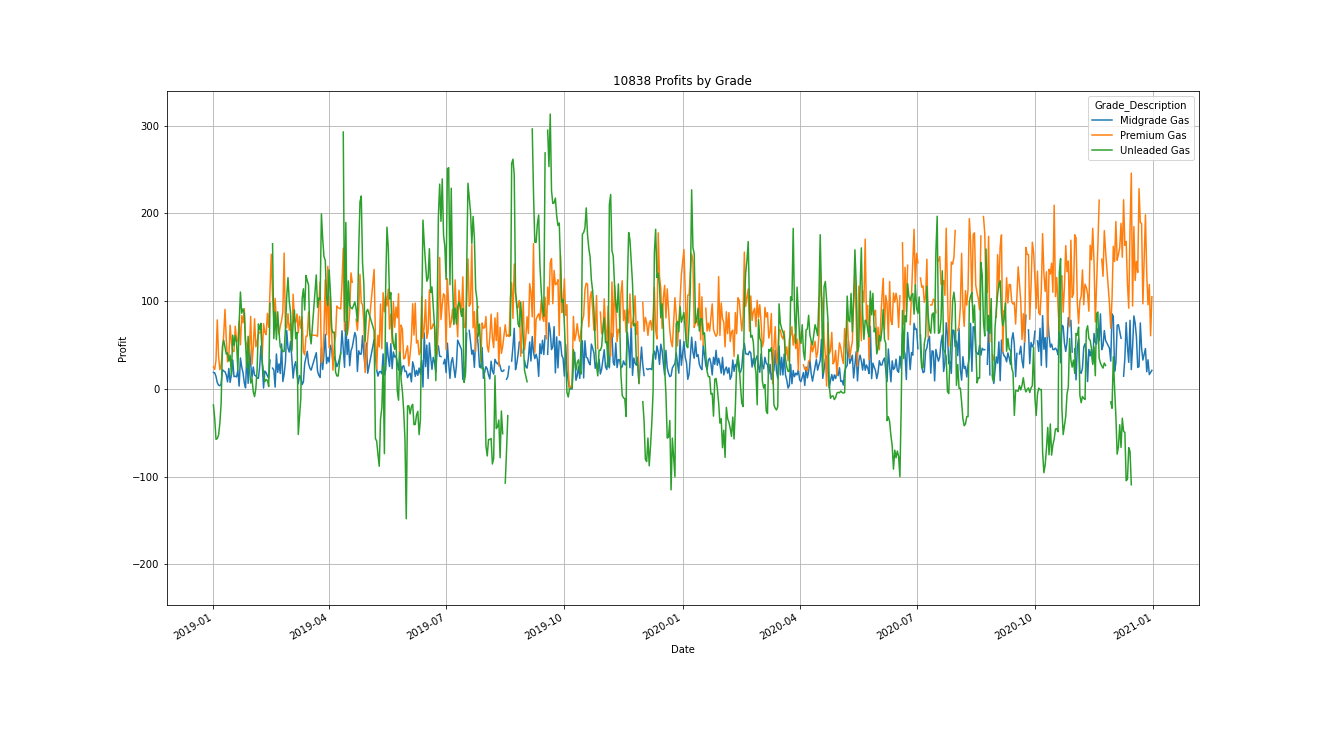 10838 Profits by Grade
Grade_Description
Midgrade Gas
Premium Gas
Unleaded Gas
300
200
100
0
−100
−200
Profit
2019-01
2019-04
2019-07
2019-10
2020-01
2020-04
2020-07
2020-10
2021-01
Date